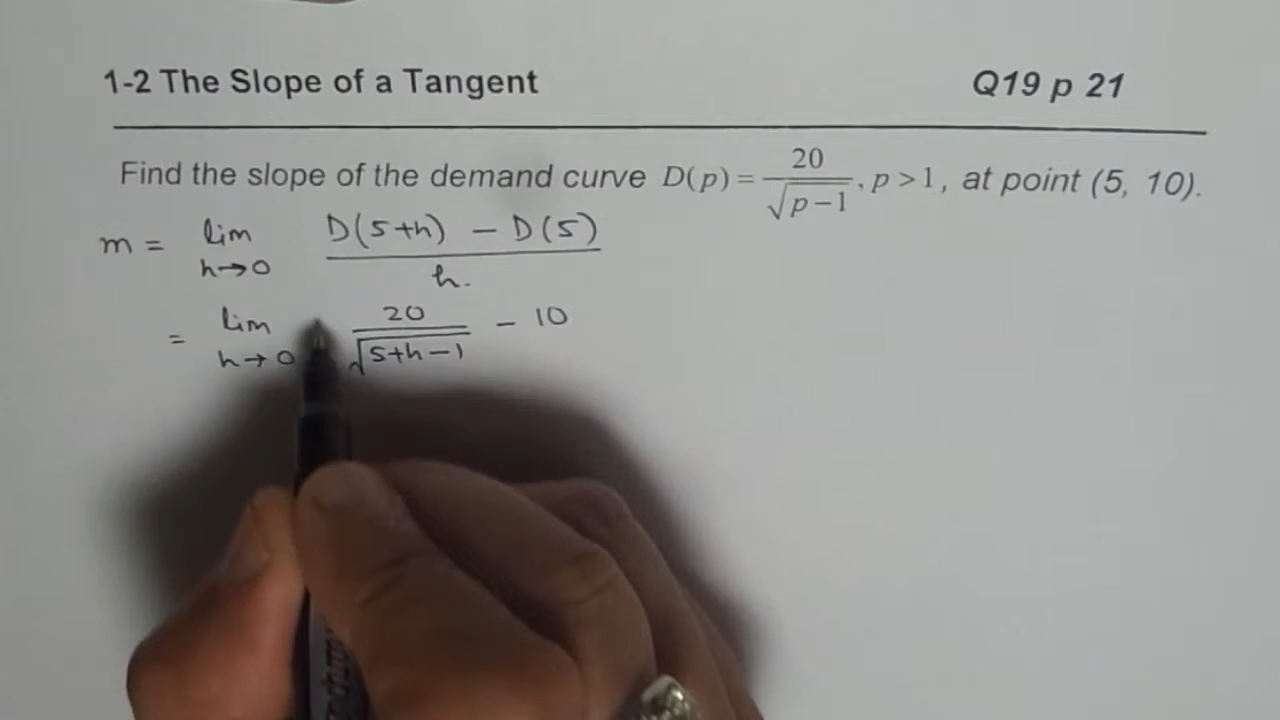 1-2 The Slope of a Tangent Q19 p 21
Find the slope of the demand curve D(p) = 20/√(p−1), p > 1, at point (5, 10).
m = lim h→0 (D(5+h) − D(5))/h.
= lim h→0 20/√(5+h−1) − 10